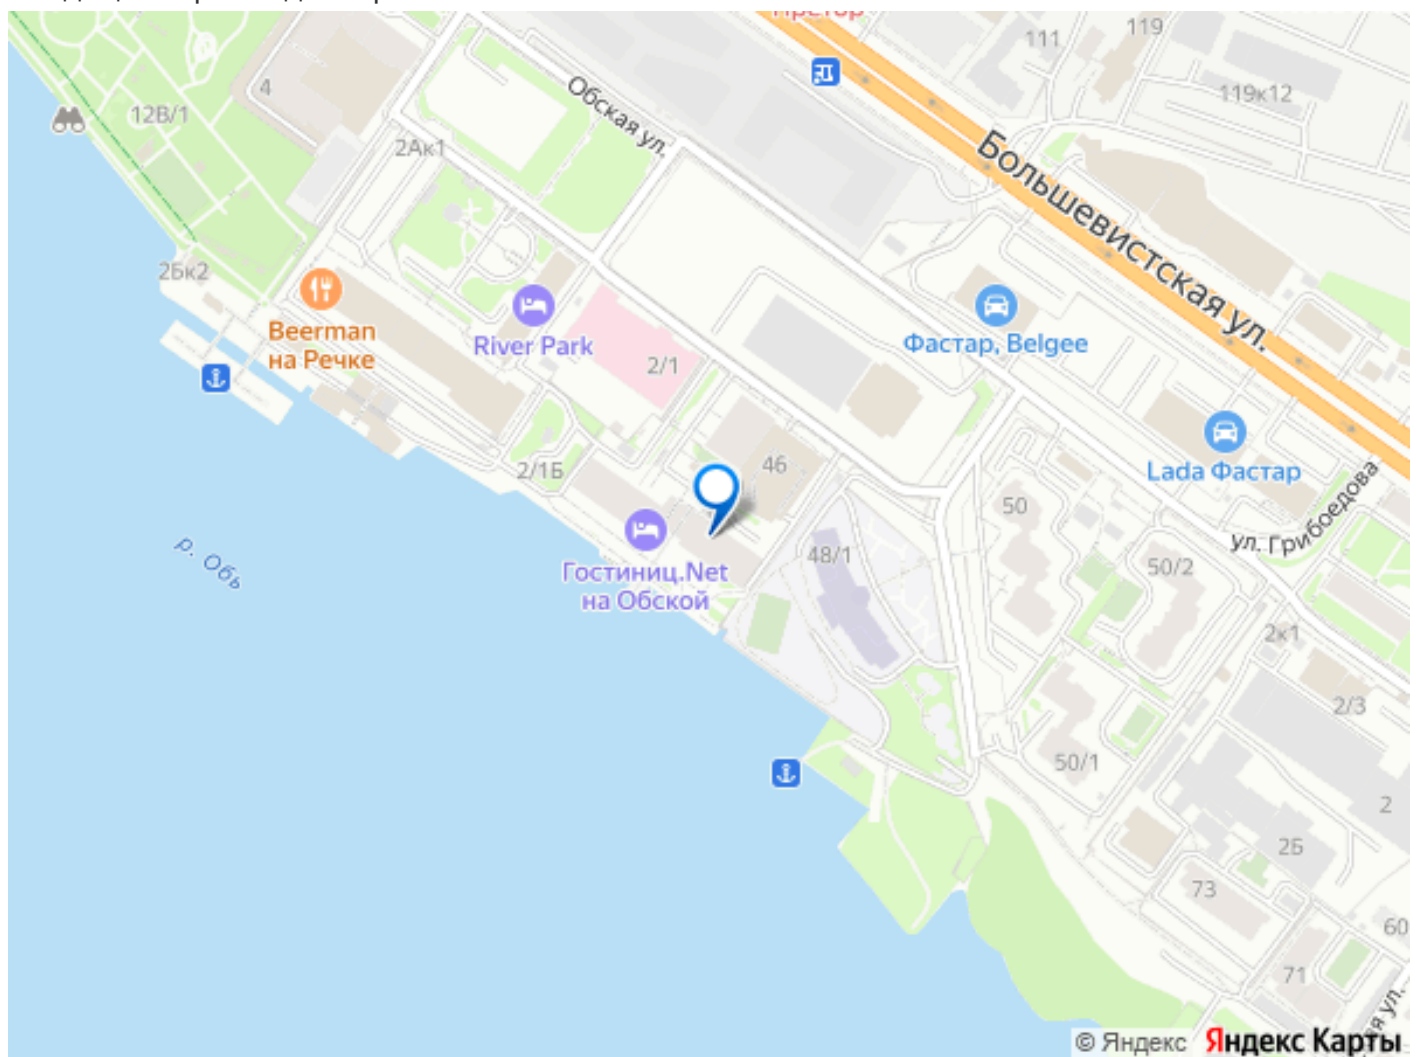 111
119
119к12
Обская ул.
Большевистская ул.
4
12В/1
2Ак1
2Бк2
Beerman
на Речке
River Park
2/1
Фастар, Belgee
Lada Фастар
ул. Грибоедова
2/1Б
46
Гостиниц.Net
на Обской
48/1
50
50/2
р. Обь
2к1
2/3
50/1
2
2Б
73
60
71
© Яндекс
Яндекс Карты